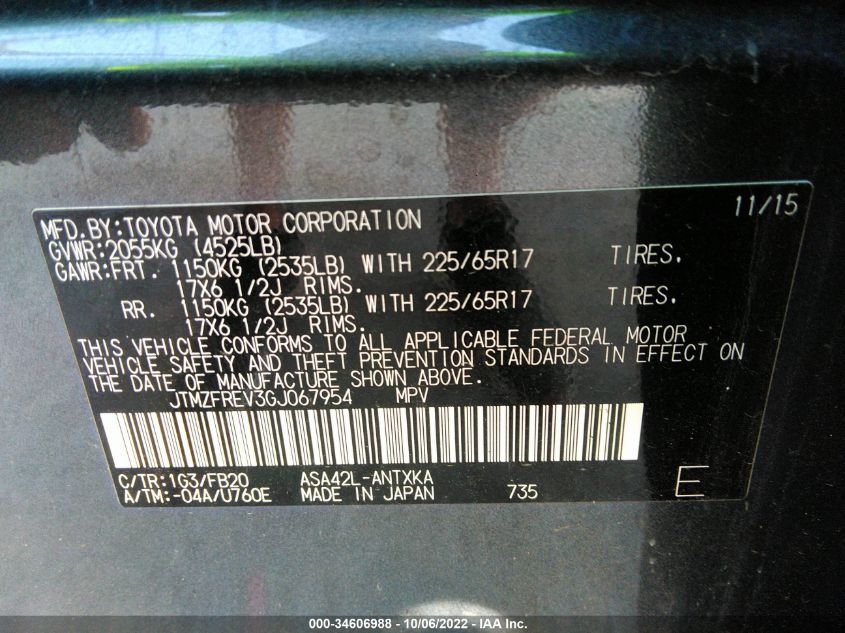 11/15
MFD.BY:TOYOTA MOTOR CORPORATION
GVWR:2055KG (4525LB)
GAWR:FRT. 1150KG (2535LB) WITH 225/65R17 TIRES.
17X6 1/2J RIMS.
RR. 1150KG (2535LB) WITH 225/65R17 TIRES.
17X6 1/2J RIMS.
THIS VEHICLE CONFORMS TO ALL APPLICABLE FEDERAL MOTOR
VEHICLE SAFETY AND THEFT PREVENTION STANDARDS IN EFFECT ON
THE DATE OF MANUFACTURE SHOWN ABOVE.
JTMZFREV3GJ067954 MPV
C/TR:1G3/FB20 ASA42L-ANTXKA
A/TM:-04A/U760E MADE IN JAPAN 735 E
000-34606988 - 10/06/2022 - IAA Inc.